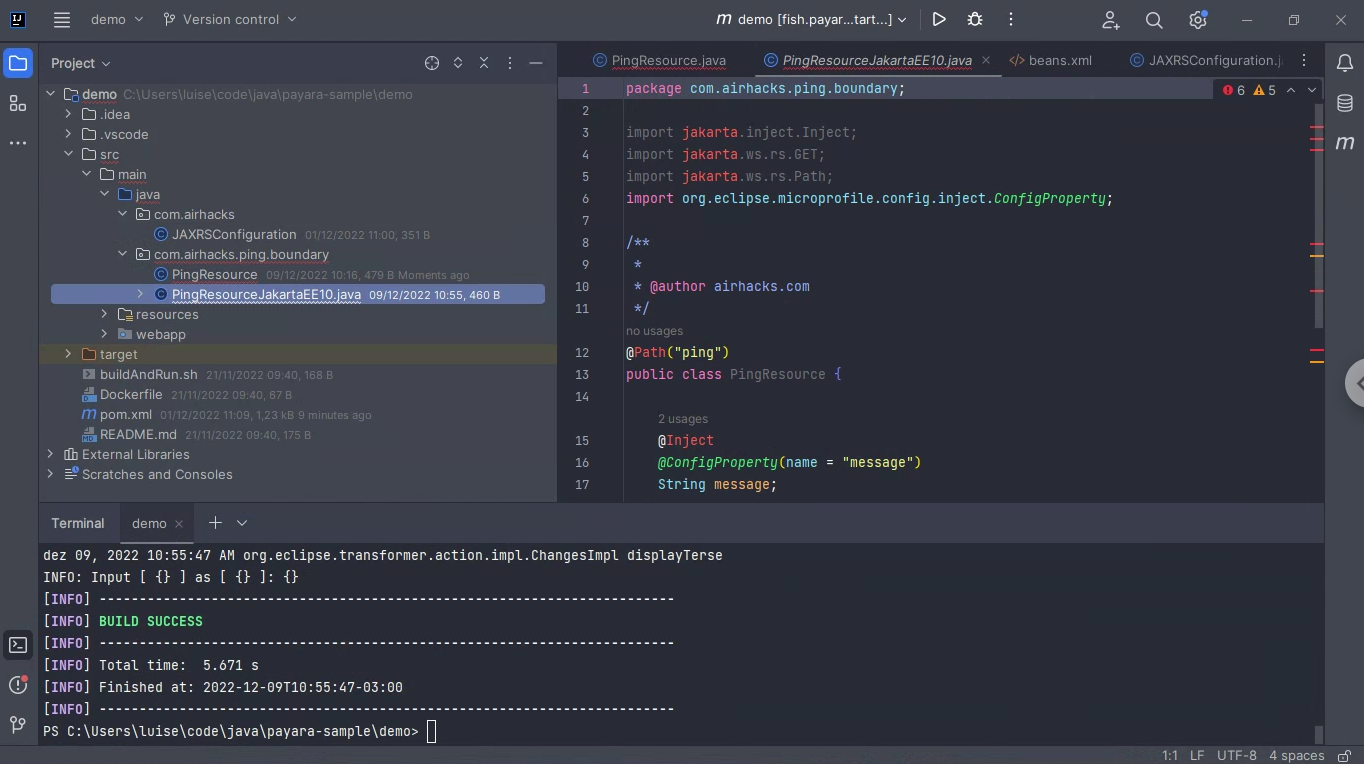 IJ
demo
Version control
m demo [fish.payar...tart...]
Project
PingResource.java
PingResourceJakartaEE10.java
beans.xml
JAXRSConfiguration.j
demo C:\Users\luise\code\java\payara-sample\demo
.idea
.vscode
src
main
java
com.airhacks
JAXRSConfiguration 01/12/2022 11:00, 351 B
com.airhacks.ping.boundary
PingResource 09/12/2022 10:16, 479 B Moments ago
PingResourceJakartaEE10.java 09/12/2022 10:55, 460 B
resources
webapp
target
buildAndRun.sh 21/11/2022 09:40, 168 B
Dockerfile 21/11/2022 09:40, 67 B
pom.xml 01/12/2022 11:09, 1,23 kB 9 minutes ago
README.md 21/11/2022 09:40, 175 B
External Libraries
Scratches and Consoles
1 package com.airhacks.ping.boundary;
6 5
2
3 import jakarta.inject.Inject;
4 import jakarta.ws.rs.GET;
5 import jakarta.ws.rs.Path;
6 import org.eclipse.microprofile.config.inject.ConfigProperty;
7
8 /**
9 *
10 * @author airhacks.com
11 */
no usages
12 @Path("ping")
13 public class PingResource {
14
2 usages
15 @Inject
16 @ConfigProperty(name = "message")
17 String message;
Terminal
demo
dez 09, 2022 10:55:47 AM org.eclipse.transformer.action.impl.ChangesImpl displayTerse
INFO: Input [ {} ] as [ {} ]: {}
[INFO] ------------------------------------------------------------------------
[INFO] BUILD SUCCESS
[INFO] ------------------------------------------------------------------------
[INFO] Total time:  5.671 s
[INFO] Finished at: 2022-12-09T10:55:47-03:00
[INFO] ------------------------------------------------------------------------
PS C:\Users\luise\code\java\payara-sample\demo>
1:1 LF UTF-8 4 spaces